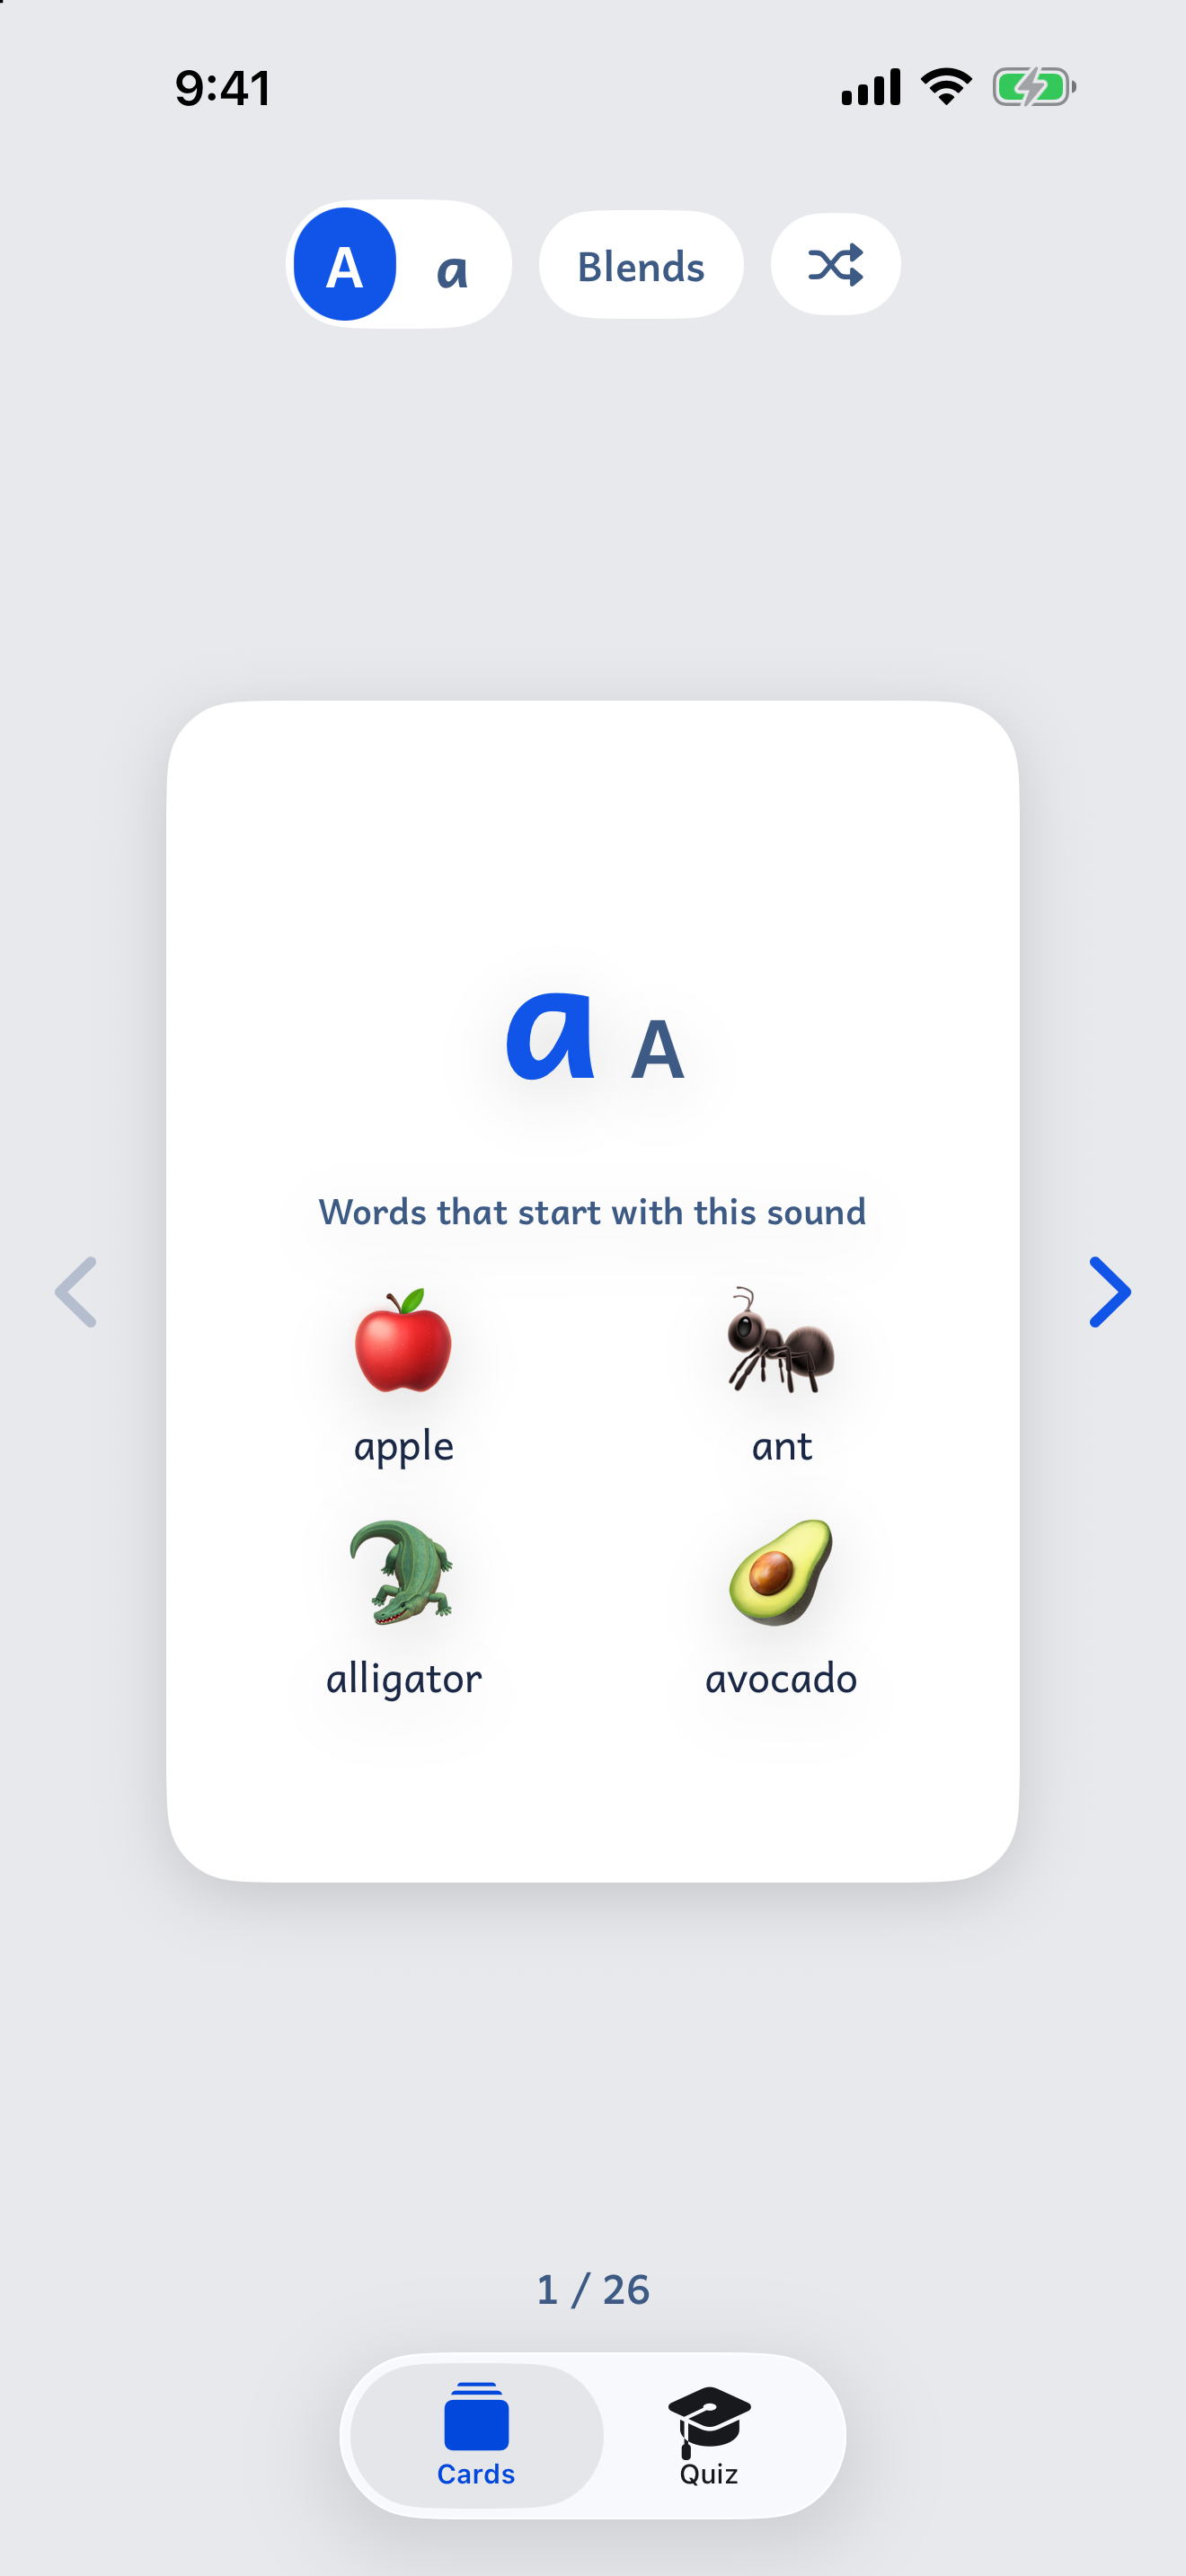 9:41
A a Blends
a A
Words that start with this sound
apple ant
alligator avocado
1 / 26
Cards Quiz